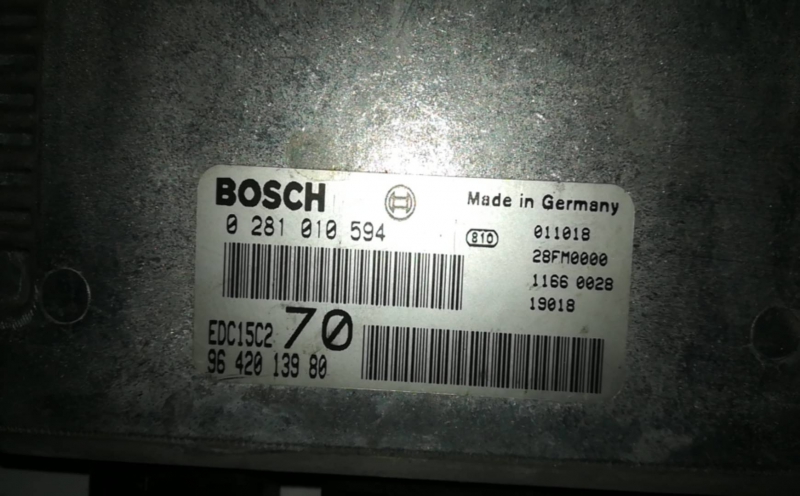 BOSCH
Made in Germany
0 281 010 594
810
011018
28FM0000
1166 0028
19018
EDC15C2 70
96 420 139 80